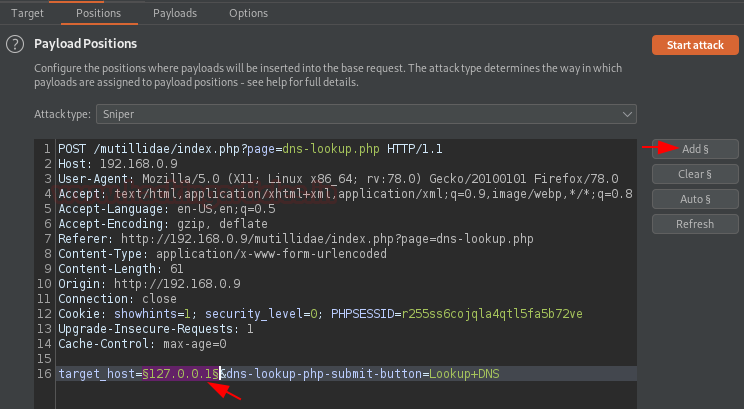 Target Positions Payloads Options
? Payload Positions Start attack
Configure the positions where payloads will be inserted into the base request. The attack type determines the way in which
payloads are assigned to payload positions - see help for full details.
Attack type: Sniper
1 POST /mutillidae/index.php?page=dns-lookup.php HTTP/1.1 Add §
2 Host: 192.168.0.9
3 User-Agent: Mozilla/5.0 (X11; Linux x86_64; rv:78.0) Gecko/20100101 Firefox/78.0 Clear §
4 Accept: text/html,application/xhtml+xml,application/xml;q=0.9,image/webp,*/*;q=0.8
5 Accept-Language: en-US,en;q=0.5 Auto §
6 Accept-Encoding: gzip, deflate
7 Referer: http://192.168.0.9/mutillidae/index.php?page=dns-lookup.php Refresh
8 Content-Type: application/x-www-form-urlencoded
9 Content-Length: 61
10 Origin: http://192.168.0.9
11 Connection: close
12 Cookie: showhints=1; security_level=0; PHPSESSID=r255ss6cojqla4qtl5fa5b72ve
13 Upgrade-Insecure-Requests: 1
14 Cache-Control: max-age=0
15
16 target_host=§127.0.0.1§&dns-lookup-php-submit-button=Lookup+DNS